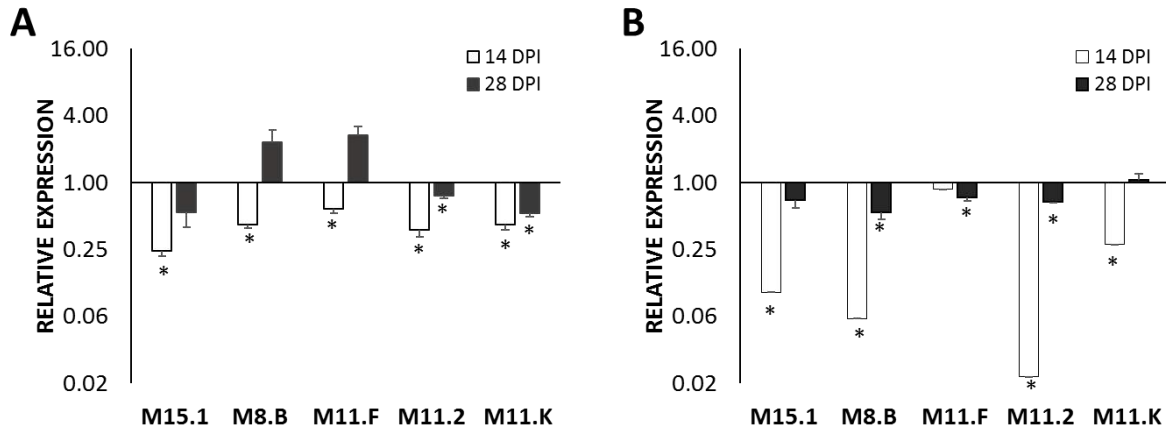 A
RELATIVE EXPRESSION
16.00
4.00
1.00
0.25
0.06
0.02
14 DPI
28 DPI
*
*
*
*
*
*
*
M15.1 M8.B M11.F M11.2 M11.K
B
RELATIVE EXPRESSION
16.00
4.00
1.00
0.25
0.06
0.02
14 DPI
28 DPI
*
*
*
*
*
*
*
M15.1 M8.B M11.F M11.2 M11.K